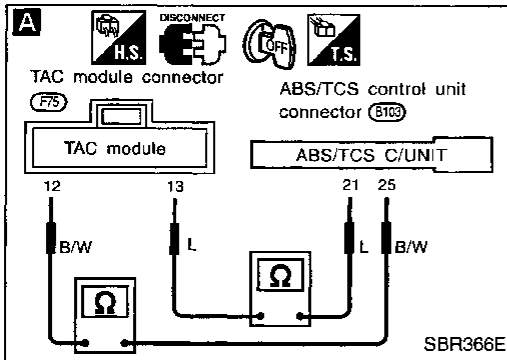 A
H.S.
DISCONNECT
OFF
T.S.
TAC module connector
F75
ABS/TCS control unit
connector B103
TAC module
ABS/TCS C/UNIT
12 13 21 25
B/W L L B/W
Ω Ω
SBR366E